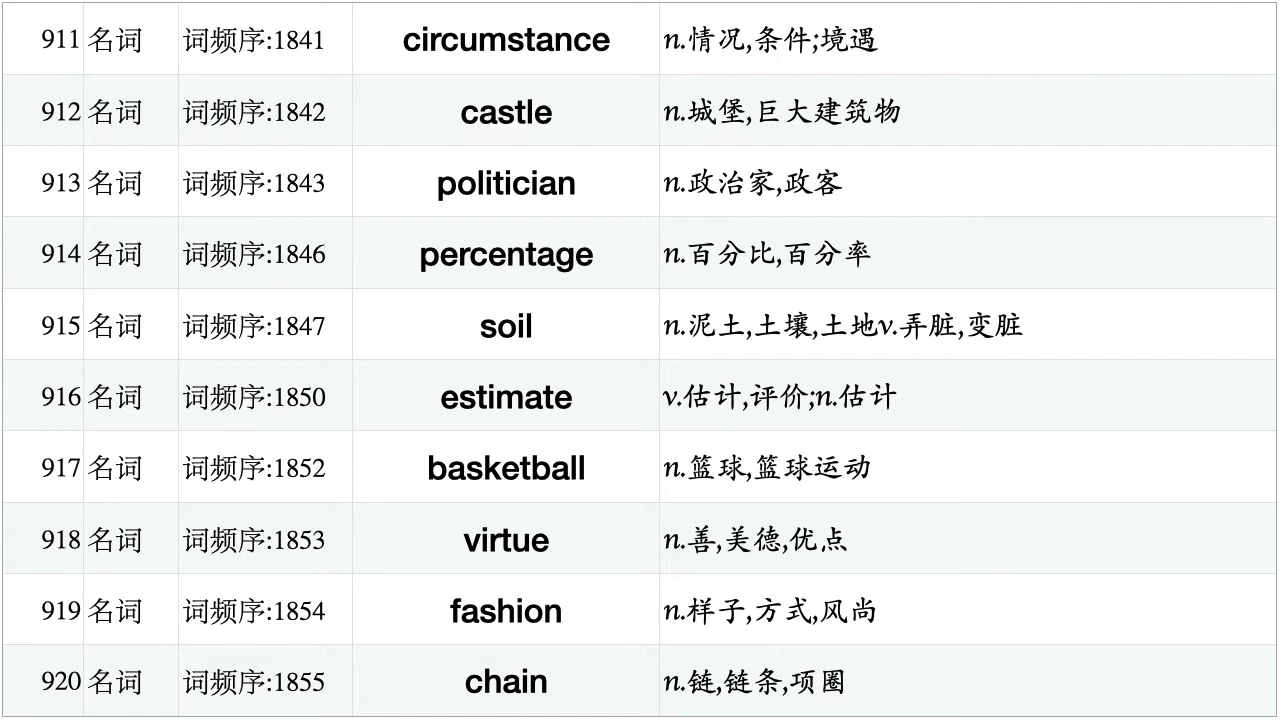 911 名词 词频序:1841 circumstance n.情况,条件;境遇
912 名词 词频序:1842 castle n.城堡,巨大建筑物
913 名词 词频序:1843 politician n.政治家,政客
914 名词 词频序:1846 percentage n.百分比,百分率
915 名词 词频序:1847 soil n.泥土,土壤,土地v.弄脏,变脏
916 名词 词频序:1850 estimate v.估计,评价;n.估计
917 名词 词频序:1852 basketball n.篮球,篮球运动
918 名词 词频序:1853 virtue n.善,美德,优点
919 名词 词频序:1854 fashion n.样子,方式,风尚
920 名词 词频序:1855 chain n.链,链条,项圈